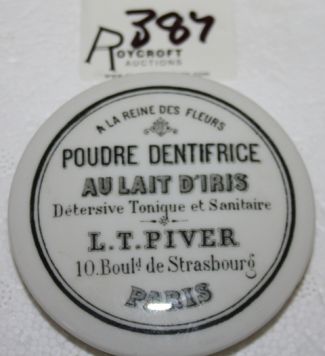 387
ROYCROFT
AUCTIONS
A LA REINE DES FLEURS
POUDRE DENTIFRICE
AU LAIT D'IRIS
Détersive Tonique et Sanitaire
L.T. PIVER
10.Boulᵈ de Strasbourg
PARIS